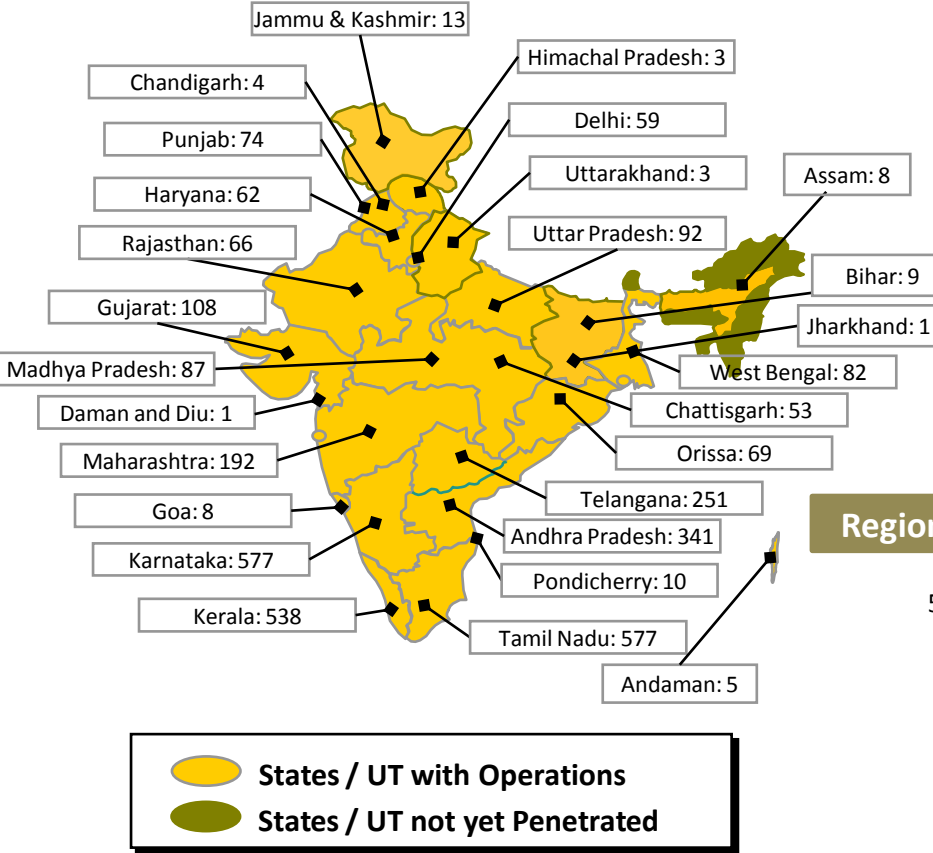 Jammu & Kashmir: 13
Himachal Pradesh: 3
Chandigarh: 4
Delhi: 59
Punjab: 74
Uttarakhand: 3
Assam: 8
Haryana: 62
Uttar Pradesh: 92
Rajasthan: 66
Bihar: 9
Gujarat: 108
Jharkhand: 1
Madhya Pradesh: 87
West Bengal: 82
Daman and Diu: 1
Chattisgarh: 53
Maharashtra: 192
Orissa: 69
Telangana: 251
Goa: 8
Region
Andhra Pradesh: 341
Karnataka: 577
Pondicherry: 10
5
Kerala: 538
Tamil Nadu: 577
Andaman: 5
States / UT with Operations
States / UT not yet Penetrated